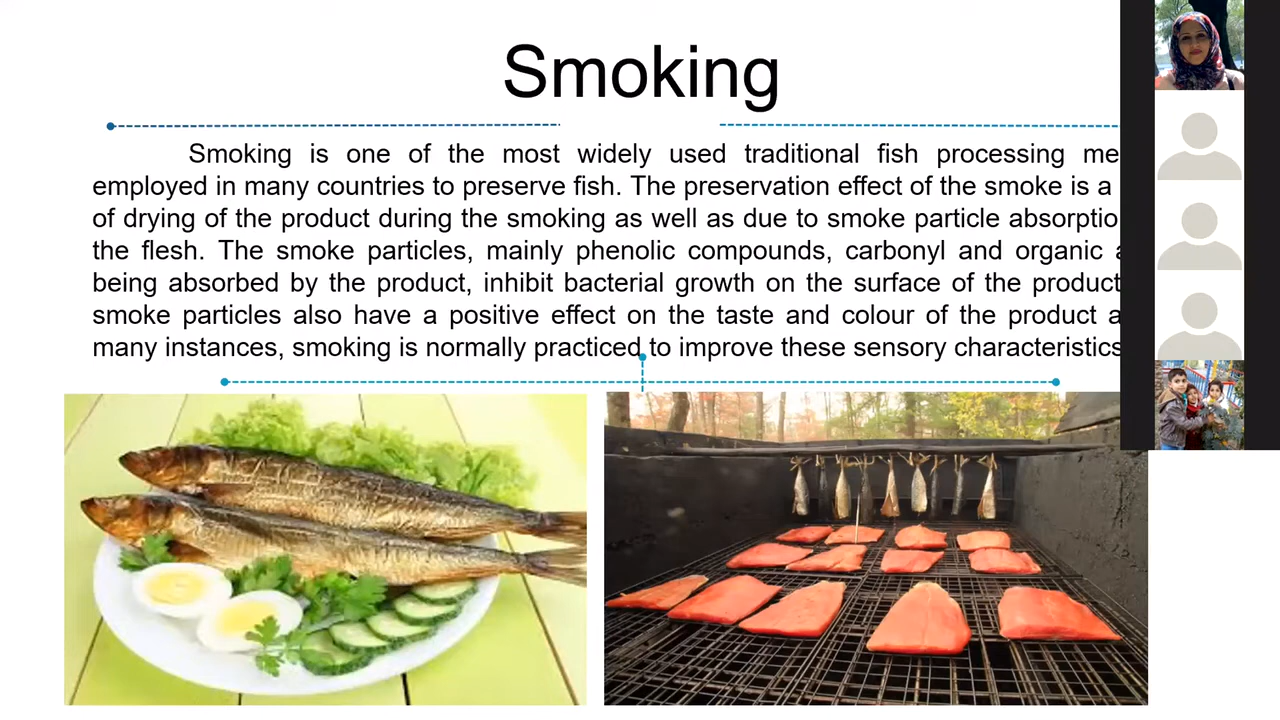 Smoking
Smoking is one of the most widely used traditional fish processing
employed in many countries to preserve fish. The preservation effect of the smoke is a
of drying of the product during the smoking as well as due to smoke particle
the flesh. The smoke particles, mainly phenolic compounds, carbonyl and organic
being absorbed by the product, inhibit bacterial growth on the surface of the product
smoke particles also have a positive effect on the taste and colour of the product
many instances, smoking is normally practiced to improve these sensory characteristics